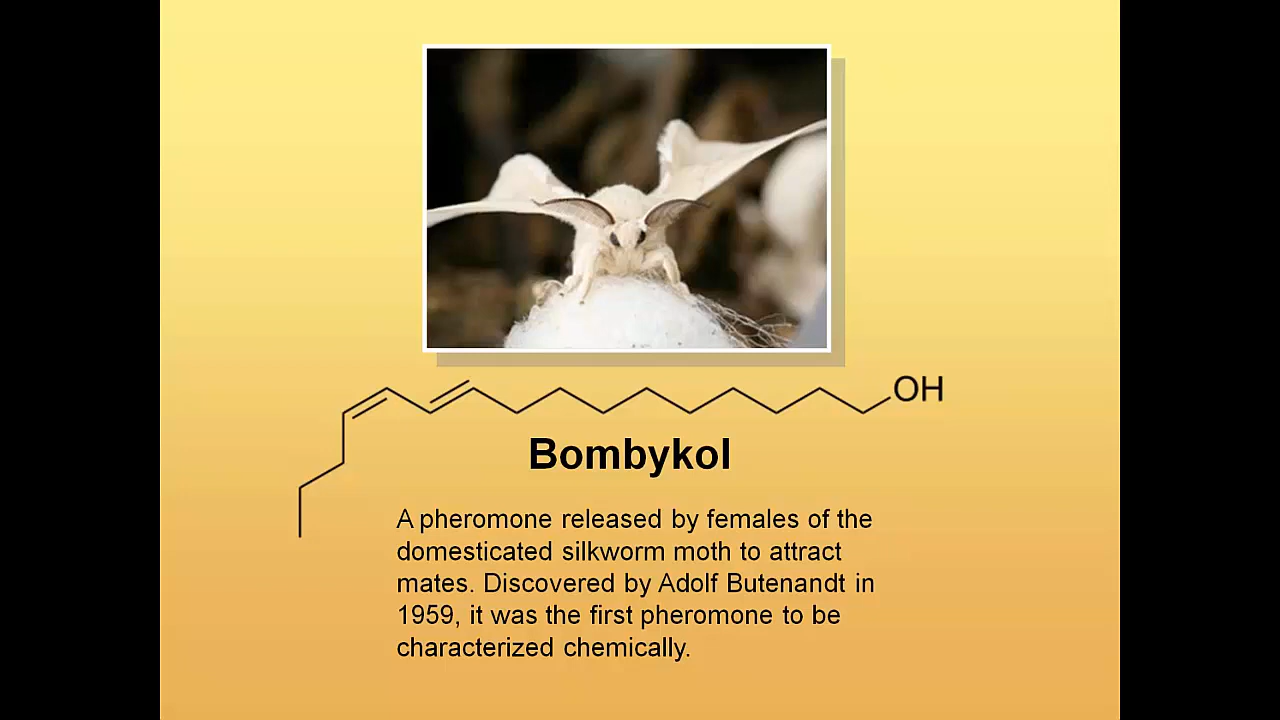 OH
Bombykol
A pheromone released by females of the
domesticated silkworm moth to attract
mates. Discovered by Adolf Butenandt in
1959, it was the first pheromone to be
characterized chemically.